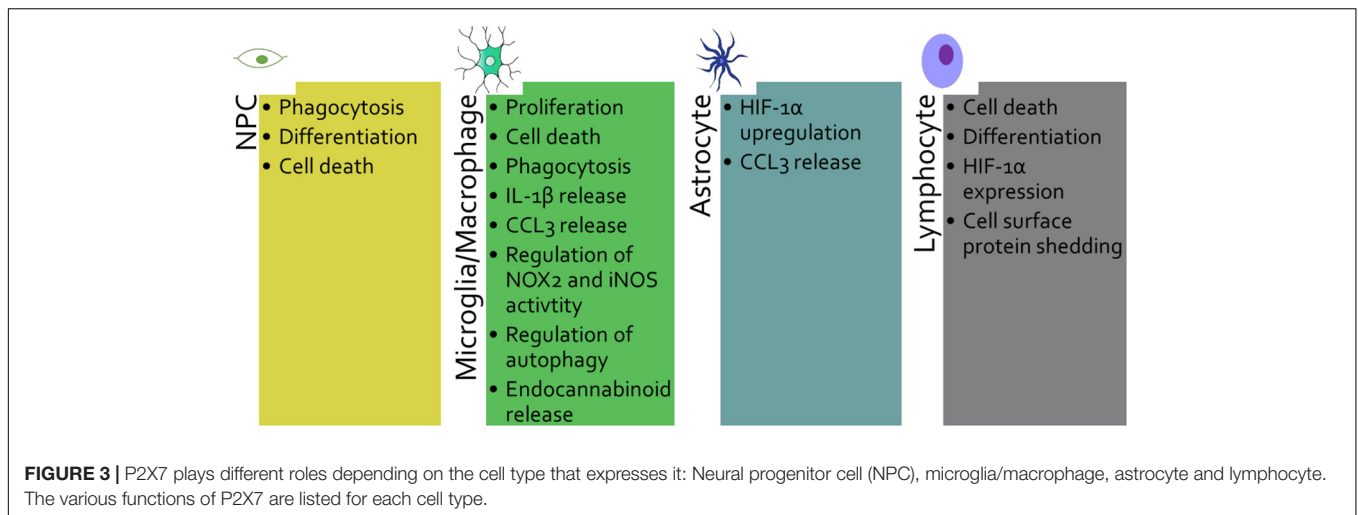 NPC
• Phagocytosis
• Differentiation
• Cell death
Microglia/Macrophage
• Proliferation
• Cell death
• Phagocytosis
• IL-1β release
• CCL3 release
• Regulation of
NOX2 and iNOS
activtity
• Regulation of
autophagy
• Endocannabinoid
release
Astrocyte
• HIF-1α
upregulation
• CCL3 release
Lymphocyte
• Cell death
• Differentiation
• HIF-1α
expression
• Cell surface
protein shedding
FIGURE 3 | P2X7 plays different roles depending on the cell type that expresses it: Neural progenitor cell (NPC), microglia/macrophage, astrocyte and lymphocyte.
The various functions of P2X7 are listed for each cell type.